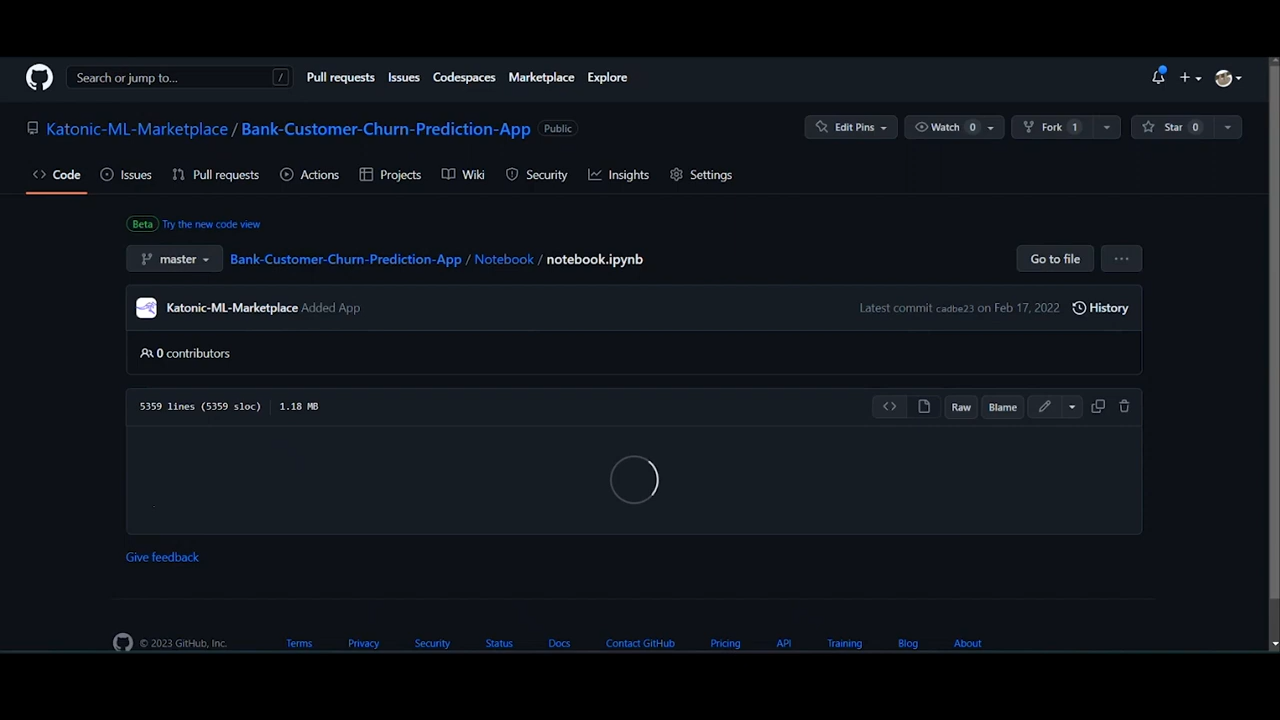 Search or jump to... /
Pull requests Issues Codespaces Marketplace Explore
Katonic-ML-Marketplace / Bank-Customer-Churn-Prediction-App Public
Edit Pins Watch 0 Fork 1 Star 0
Code Issues Pull requests Actions Projects Wiki Security Insights Settings
Beta Try the new code view
master Bank-Customer-Churn-Prediction-App / Notebook / notebook.ipynb Go to file ...
Katonic-ML-Marketplace Added App Latest commit cadbe23 on Feb 17, 2022 History
0 contributors
5359 lines (5359 sloc) 1.18 MB <> Raw Blame
Give feedback
© 2023 GitHub, Inc. Terms Privacy Security Status Docs Contact GitHub Pricing API Training Blog About